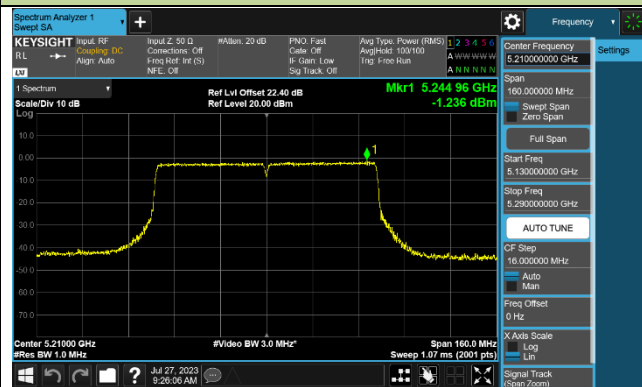 Spectrum Analyzer 1
Swept SA
Frequency
KEYSIGHT
Input: RF
Coupling: DC
Align: Auto
Input Z: 50 Ω
Corrections: Off
Freq Ref: Int (S)
NFE: Off
#Atten: 20 dB
PNO: Fast
Gate: Off
IF Gain: Low
Sig Track: Off
Avg Type: Power (RMS)
Avg|Hold: 100/100
Trig: Free Run
1 2 3 4 5 6
A W W W W W
A N N N N N
RL
LXI
1 Spectrum
Scale/Div 10 dB
Log
Ref Lvl Offset 22.40 dB
Ref Level 20.00 dBm
Mkr1 5.244 96 GHz
-1.236 dBm
1
10.0
0.00
-10.0
-20.0
-30.0
-40.0
-50.0
-60.0
-70.0
Center 5.21000 GHz
#Res BW 1.0 MHz
#Video BW 3.0 MHz*
Span 160.0 MHz
Sweep 1.07 ms (2001 pts)
Center Frequency
5.210000000 GHz
Settings
Span
160.000000 MHz
Swept Span
Zero Span
Full Span
Start Freq
5.130000000 GHz
Stop Freq
5.290000000 GHz
AUTO TUNE
CF Step
16.000000 MHz
Auto
Man
Freq Offset
0 Hz
X Axis Scale
Log
Lin
Signal Track
(Span Zoom)
?
Jul 27, 2023
9:26:06 AM